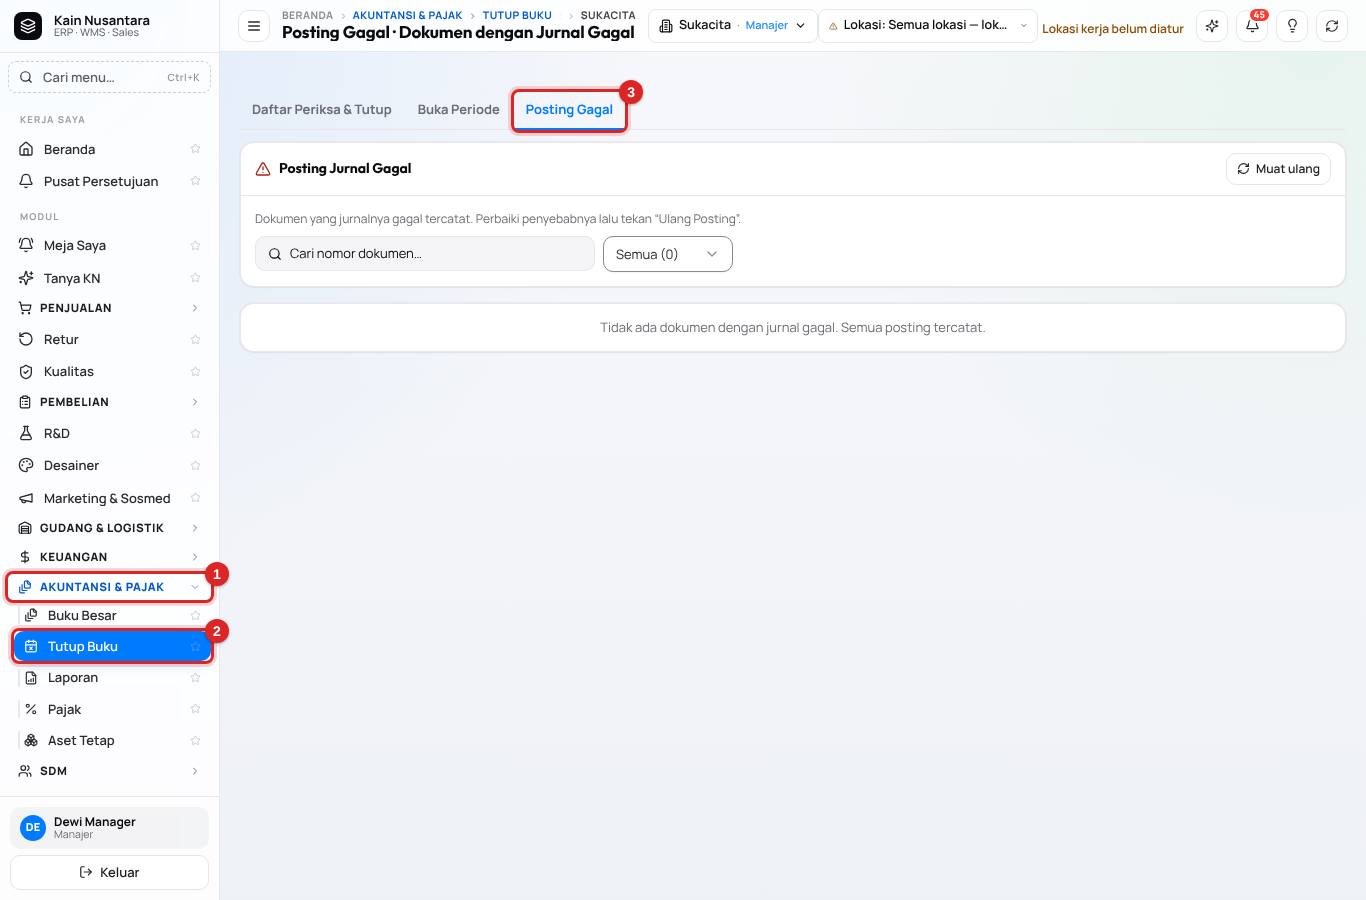 Kain Nusantara
ERP · WMS · Sales
Cari menu...
Ctrl+K
KERJA SAYA
Beranda
Pusat Persetujuan
MODUL
Meja Saya
Tanya KN
PENJUALAN
Retur
Kualitas
PEMBELIAN
R&D
Desainer
Marketing & Sosmed
GUDANG & LOGISTIK
KEUANGAN
AKUNTANSI & PAJAK
1
Buku Besar
Tutup Buku
2
Laporan
Pajak
Aset Tetap
SDM
DE
Dewi Manager
Manajer
Keluar
BERANDA > AKUNTANSI & PAJAK > TUTUP BUKU > SUKACITA
Posting Gagal · Dokumen dengan Jurnal Gagal
Sukacita · Manajer
Lokasi: Semua lokasi — lok...
Lokasi kerja belum diatur
45
Daftar Periksa & Tutup
Buka Periode
Posting Gagal
3
Posting Jurnal Gagal
Muat ulang
Dokumen yang jurnalnya gagal tercatat. Perbaiki penyebabnya lalu tekan “Ulang Posting”.
Cari nomor dokumen...
Semua (0)
Tidak ada dokumen dengan jurnal gagal. Semua posting tercatat.